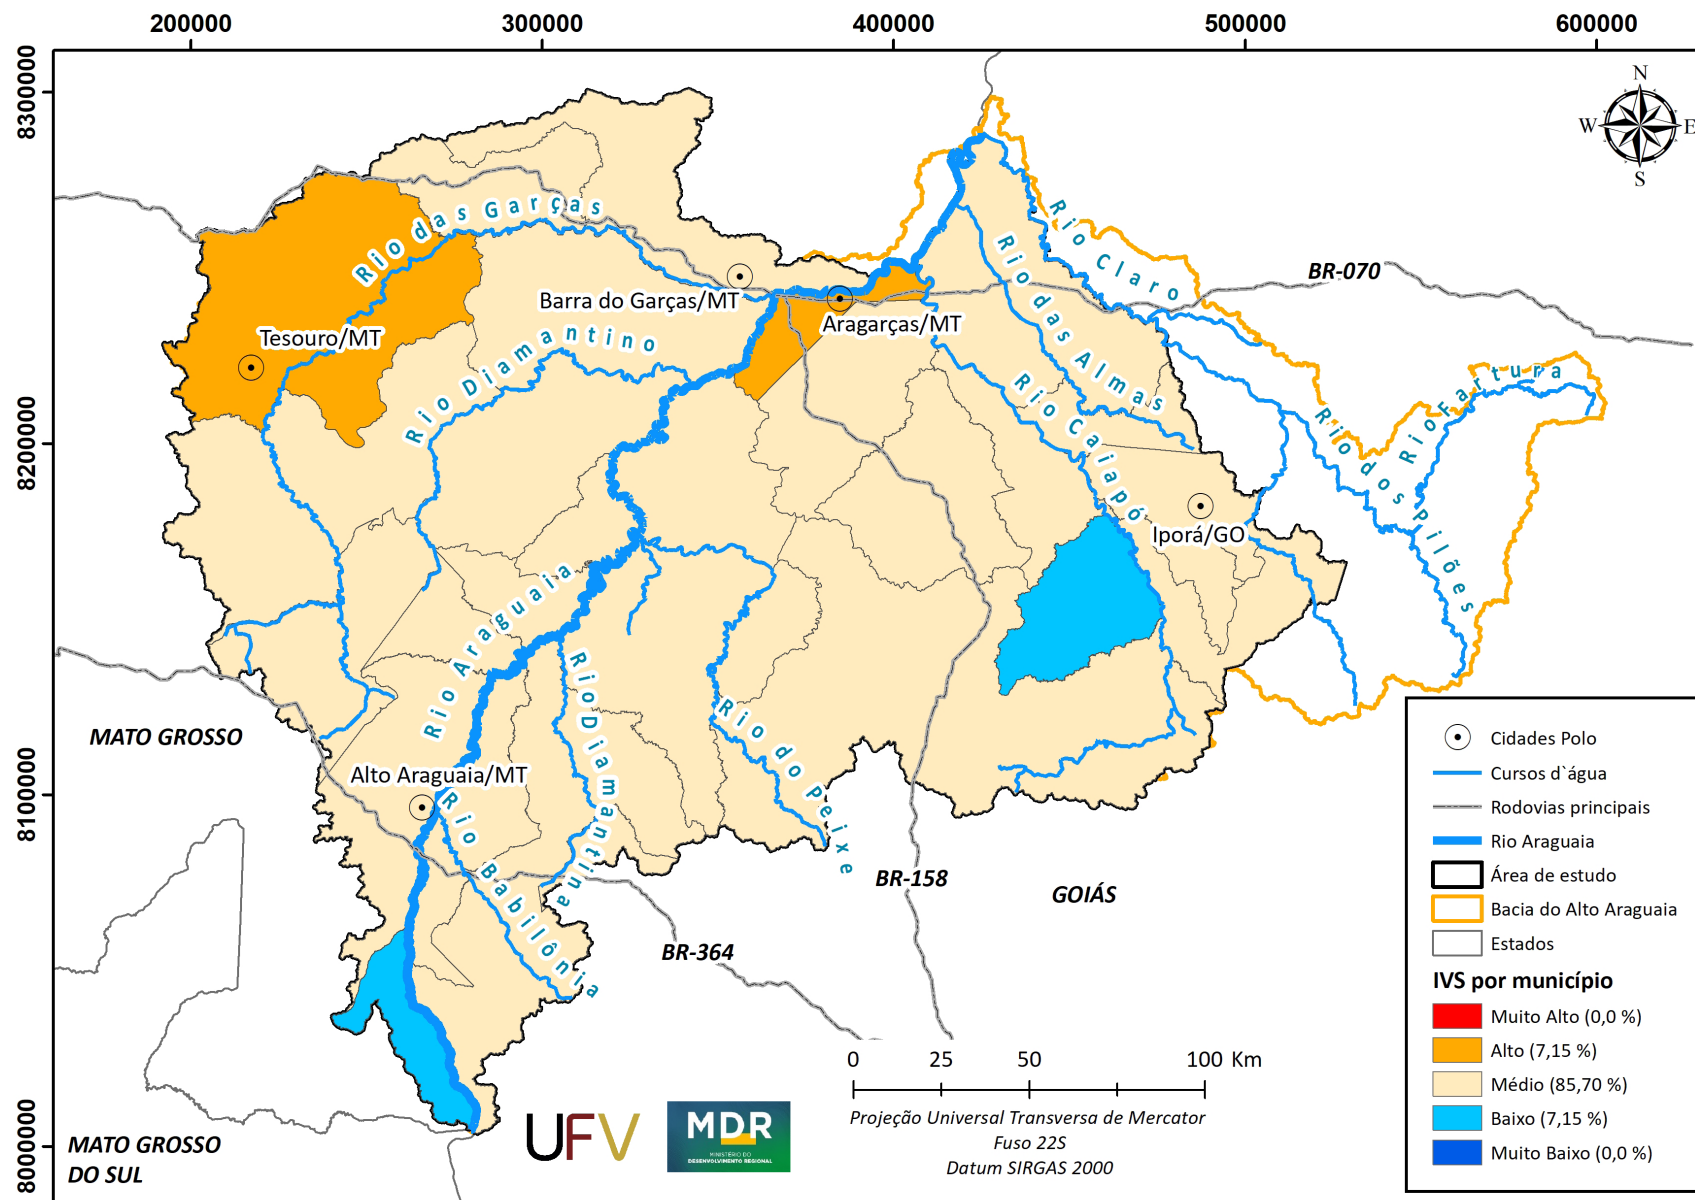 200000
300000
400000
500000
600000
8300000
8200000
8100000
8000000
N
W
E
S
Rio das Garças
Rio Claro
BR-070
Barra do Garças/MT
Aragarças/MT
Tesouro/MT
Rio Diamantino
Rio das Almas
Rio Caiapó
Rio Fartura
Rio dos Pilões
Iporá/GO
Rio Araguaia
Rio Diamantina
Rio do Peixe
MATO GROSSO
Alto Araguaia/MT
Rio Babilônia
BR-158
GOIÁS
BR-364
MATO GROSSO
DO SUL
UFV
MDR
MINISTÉRIO DO
DESENVOLVIMENTO REGIONAL
0 25 50 100 Km
Projeção Universal Transversa de Mercator
Fuso 22S
Datum SIRGAS 2000
Cidades Polo
Cursos d`água
Rodovias principais
Rio Araguaia
Área de estudo
Bacia do Alto Araguaia
Estados
IVS por município
Muito Alto (0,0 %)
Alto (7,15 %)
Médio (85,70 %)
Baixo (7,15 %)
Muito Baixo (0,0 %)